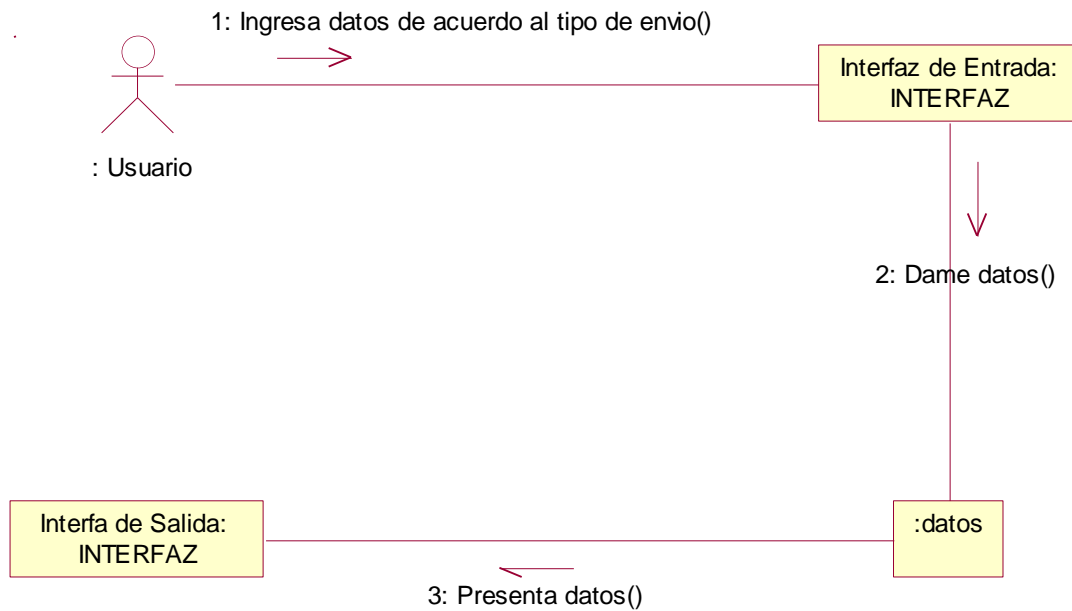 1: Ingresa datos de acuerdo al tipo de envio()
Interfaz de Entrada:
INTERFAZ
: Usuario
2: Dame datos()
Interfa de Salida:
INTERFAZ
:datos
3: Presenta datos()